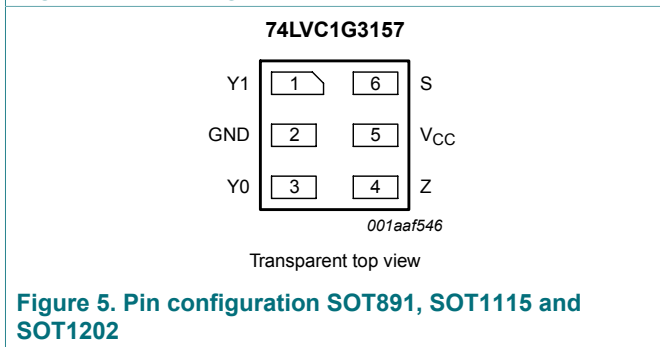 74LVC1G3157
Y1 1 6 S
GND 2 5 VCC
Y0 3 4 Z
001aaf546
Transparent top view
Figure 5. Pin configuration SOT891, SOT1115 and
SOT1202